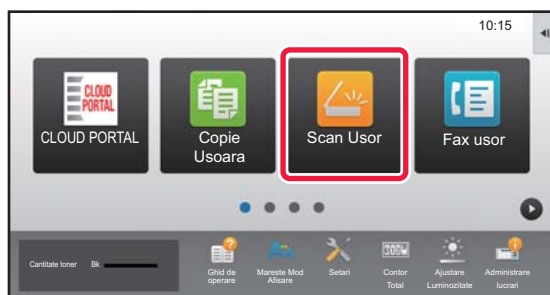 10:15
CLOUD
PORTAL
CLOUD PORTAL
Copie
Usoara
Scan Usor
Fax usor
Cantitate toner Bk
Ghid de
operare
Mareste Mod
Afisare
Setari
Contor
Total
Ajustare
Luminozitate
Administrare
lucrari